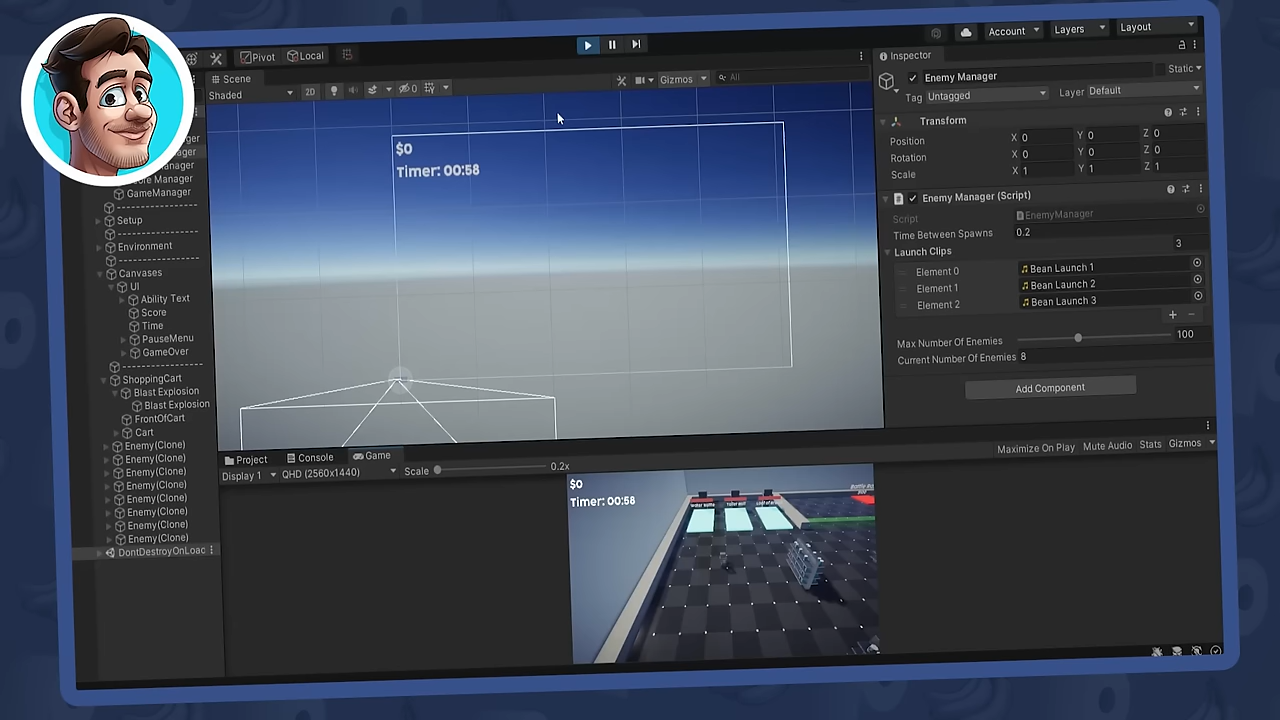 Pivot Local
Account Layers Layout
Scene
Shaded 2D 0 Gizmos All
$0
Timer: 00:58
GameManager
Setup
Environment
Canvases
UI
Ability Text
Score
Time
PauseMenu
GameOver
ShoppingCart
Blast Explosion
Blast Explosion
FrontOfCart
Cart
Enemy(Clone)
Enemy(Clone)
Enemy(Clone)
Enemy(Clone)
Enemy(Clone)
Enemy(Clone)
Enemy(Clone)
Enemy(Clone)
DontDestroyOnLoac
Inspector
Enemy Manager Static
Tag Untagged Layer Default
Transform
Position X 0 Y 0 Z 0
Rotation X 0 Y 0 Z 0
Scale X 1 Y 1 Z 1
Enemy Manager (Script)
Script EnemyManager
Time Between Spawns 0.2
Launch Clips 3
Element 0 Bean Launch 1
Element 1 Bean Launch 2
Element 2 Bean Launch 3
Max Number Of Enemies 100
Current Number Of Enemies 8
Add Component
Project Console Game
Display 1 QHD (2560x1440) Scale 0.2x Maximize On Play Mute Audio Stats Gizmos
$0
Timer: 00:58